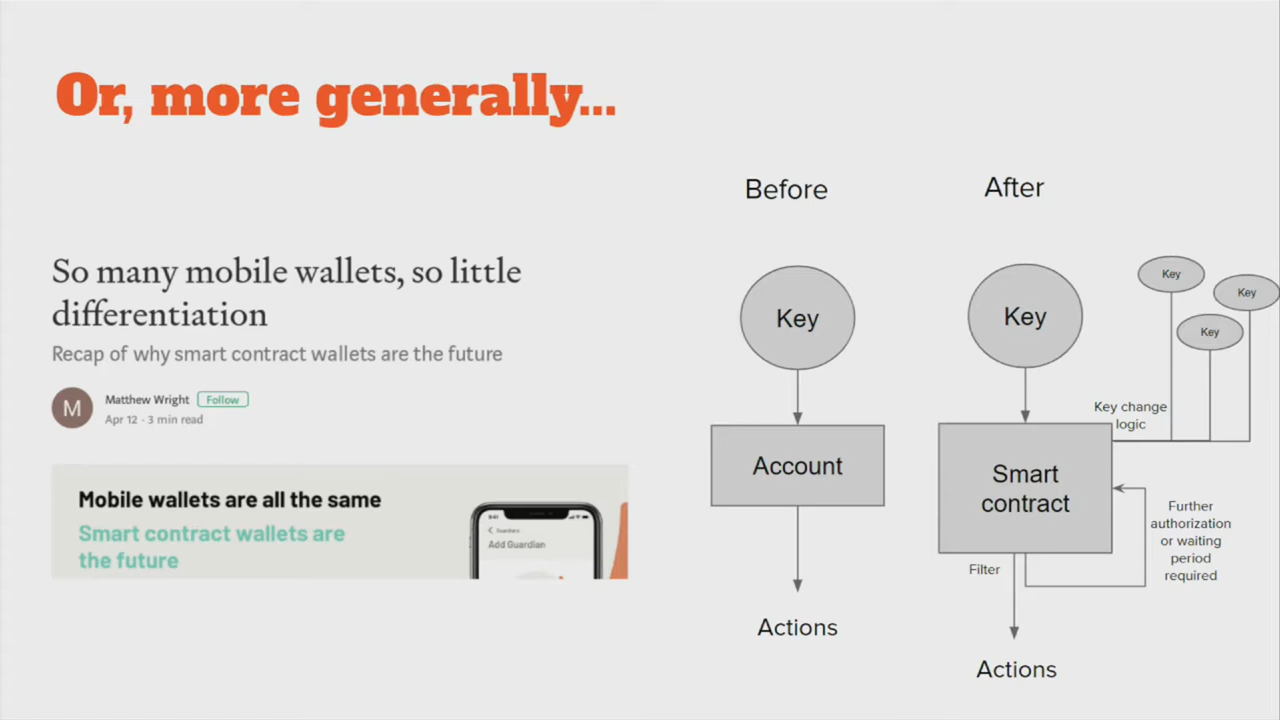 Or, more generally...
So many mobile wallets, so little
differentiation
Recap of why smart contract wallets are the future
M
Matthew Wright Follow
Apr 12 · 3 min read
Mobile wallets are all the same
Smart contract wallets are
the future
9:41
Guardians
Add Guardian
Before
Key
Account
Actions
After
Key
Key
Key
Key
Key change
logic
Smart
contract
Further
authorization
or waiting
period
required
Filter
Actions